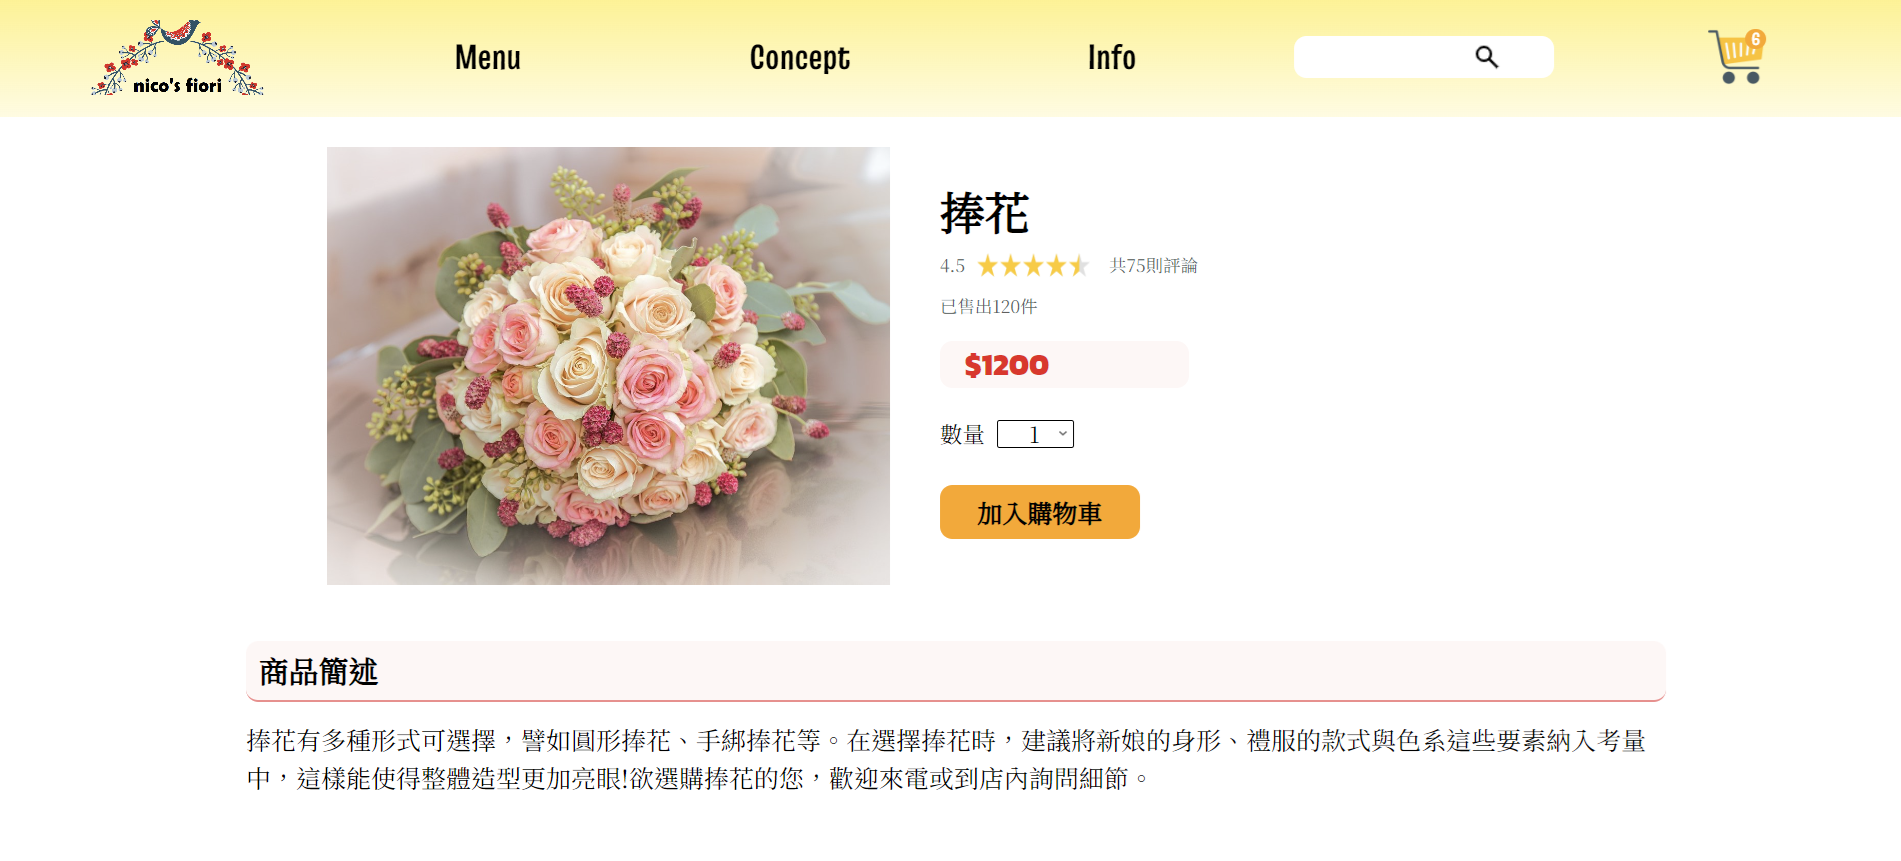 nico's fiori
Menu
Concept
Info
6
捧花
4.5 共75則評論
已售出120件
$1200
數量 1
加入購物車
商品簡述
捧花有多種形式可選擇，譬如圓形捧花、手綁捧花等。在選擇捧花時，建議將新娘的身形、禮服的款式與色系這些要素納入考量
中，這樣能使得整體造型更加亮眼!欲選購捧花的您，歡迎來電或到店內詢問細節。